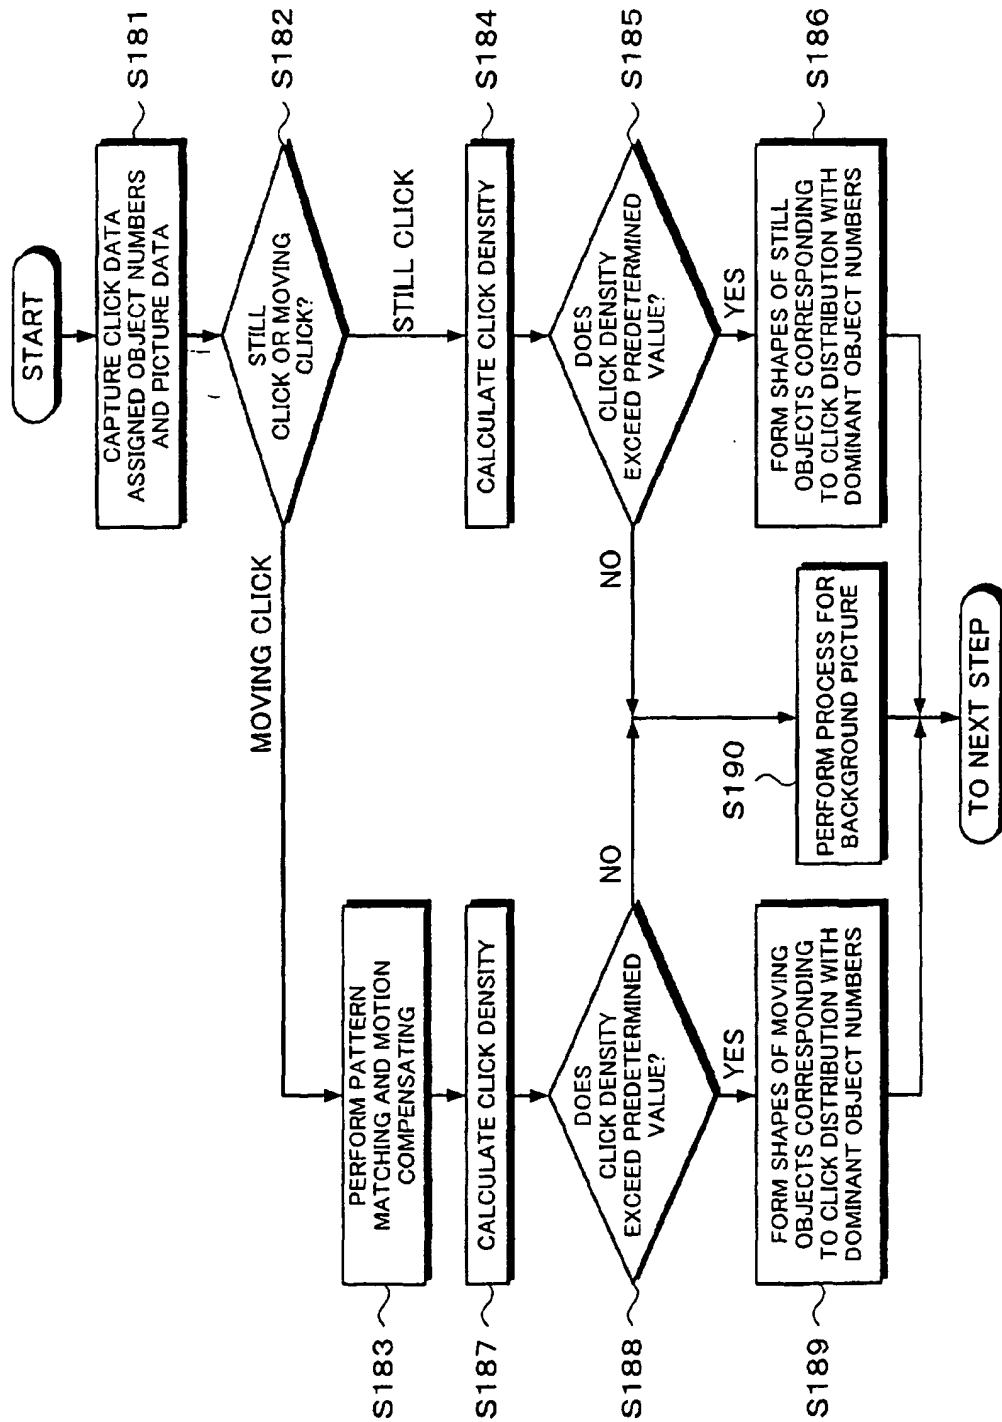 START
CAPTURE CLICK DATA
ASSIGNED OBJECT NUMBERS
AND PICTURE DATA
S181
STILL
CLICK OR MOVING
CLICK?
S182
MOVING CLICK
STILL CLICK
PERFORM PATTERN
MATCHING AND MOTION
COMPENSATING
S183
CALCULATE CLICK DENSITY
S187
CALCULATE CLICK DENSITY
S184
DOES
CLICK DENSITY
EXCEED PREDETERMINED
VALUE?
S188
NO
YES
DOES
CLICK DENSITY
EXCEED PREDETERMINED
VALUE?
S185
NO
YES
FORM SHAPES OF MOVING
OBJECTS CORRESPONDING
TO CLICK DISTRIBUTION WITH
DOMINANT OBJECT NUMBERS
S189
S190
PERFORM PROCESS FOR
BACKGROUND PICTURE
FORM SHAPES OF STILL
OBJECTS CORRESPONDING
TO CLICK DISTRIBUTION WITH
DOMINANT OBJECT NUMBERS
S186
TO NEXT STEP